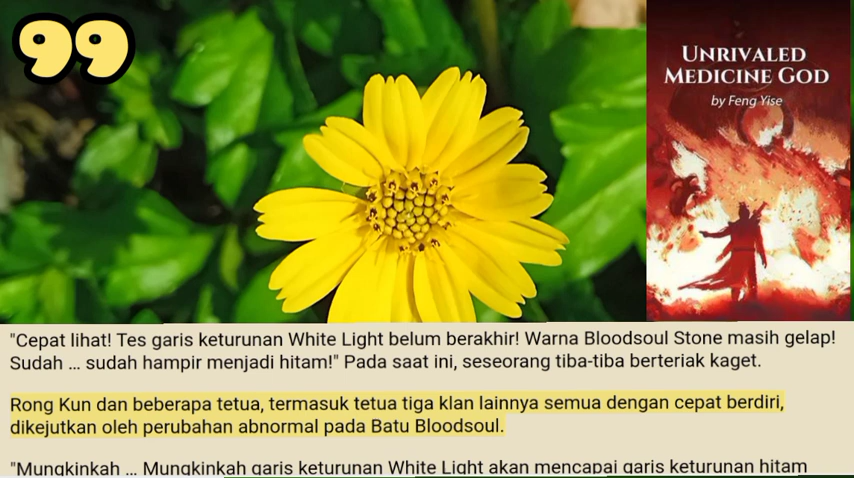 99
UNRIVALED
MEDICINE GOD
by Feng Yise
"Cepat lihat! Tes garis keturunan White Light belum berakhir! Warna Bloodsoul Stone masih gelap!
Sudah ... sudah hampir menjadi hitam!" Pada saat ini, seseorang tiba-tiba berteriak kaget.
Rong Kun dan beberapa tetua, termasuk tetua tiga klan lainnya semua dengan cepat berdiri,
dikejutkan oleh perubahan abnormal pada Batu Bloodsoul.
"Mungkinkah ... Mungkinkah garis keturunan White Light akan mencapai garis keturunan hitam